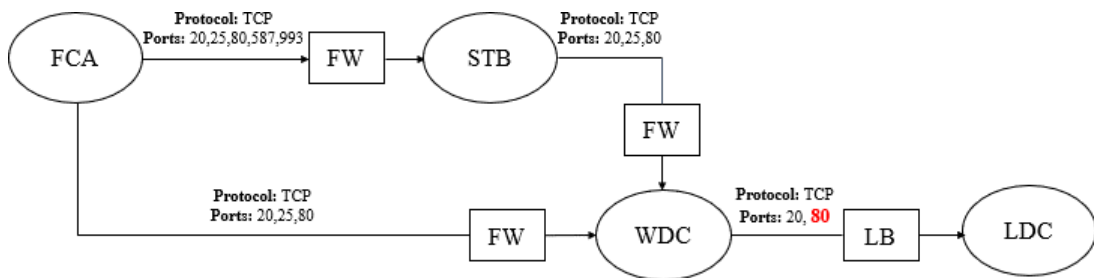 Protocol: TCP
Ports: 20,25,80,587,993
Protocol: TCP
Ports: 20,25,80
FCA
FW
STB
FW
Protocol: TCP
Ports: 20,25,80
Protocol: TCP
Ports: 20, 80
FW
WDC
LB
LDC